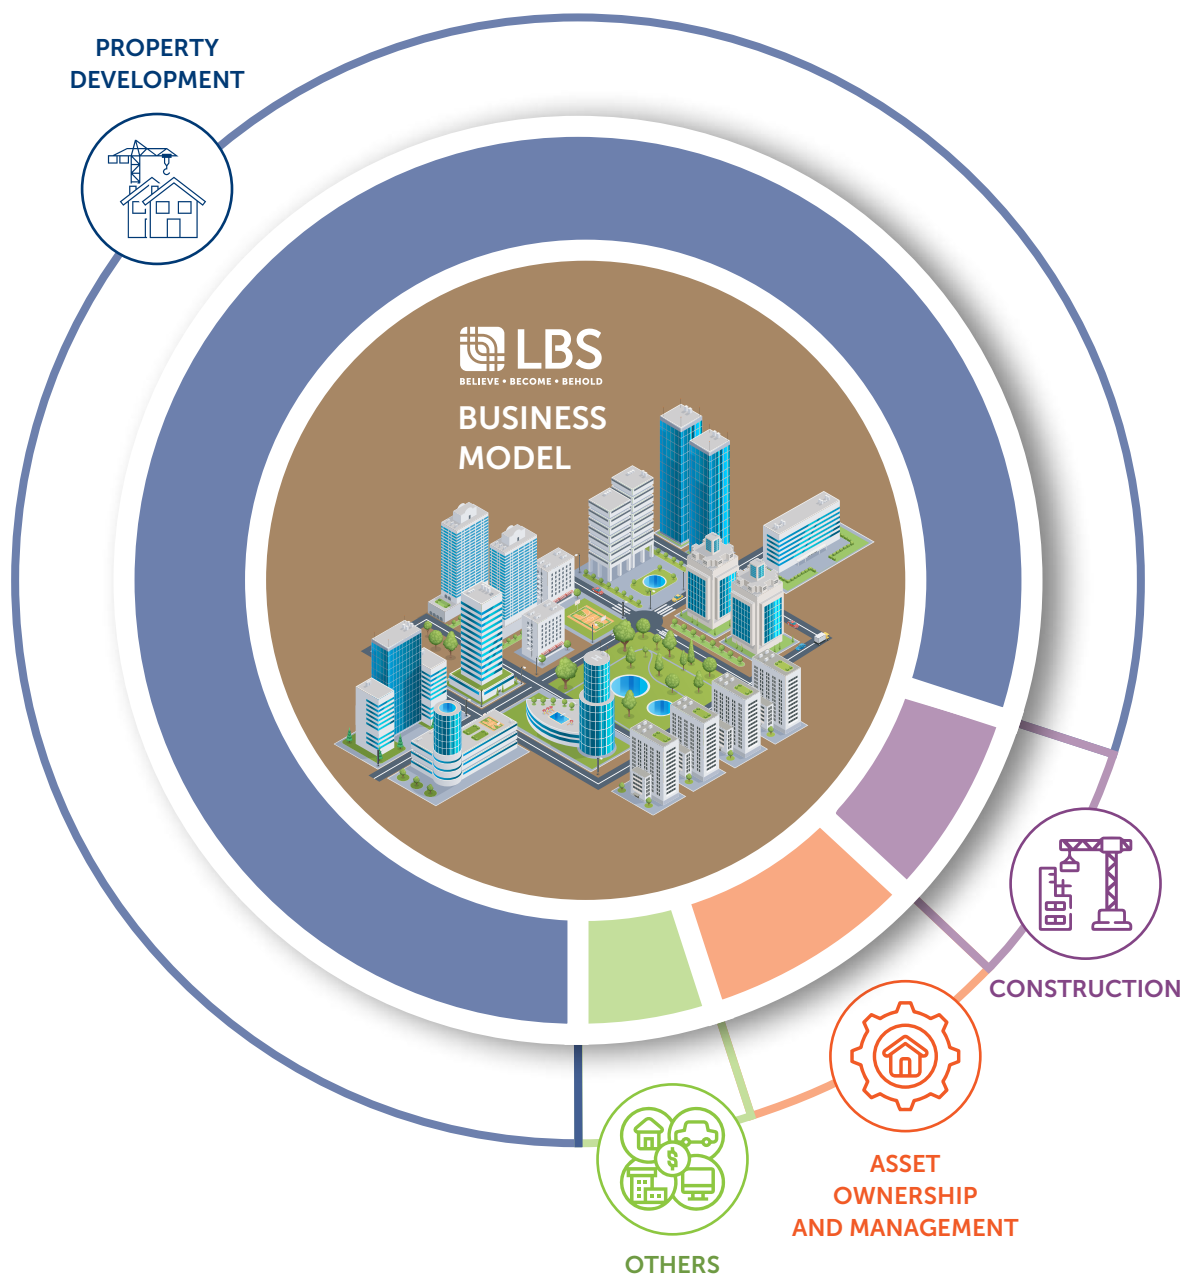 PROPERTY
DEVELOPMENT
LBS
BELIEVE • BECOME • BEHOLD
BUSINESS
MODEL
CONSTRUCTION
ASSET
OWNERSHIP
AND MANAGEMENT
$
OTHERS